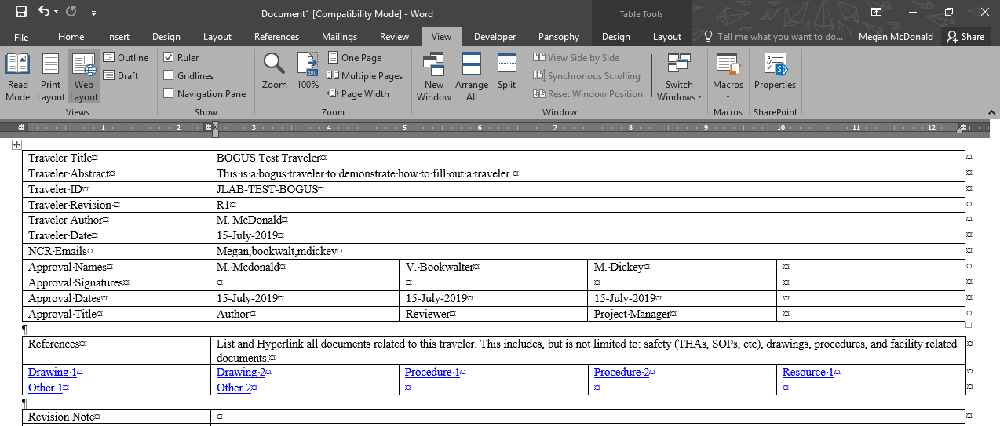 Document1 [Compatibility Mode] - Word
Table Tools
File Home Insert Design Layout References Mailings Review View Developer Pansophy Design Layout Tell me what you want to do... Megan McDonald Share
Read Mode
Print Layout
Web Layout
Outline
Draft
Views
Ruler
Gridlines
Navigation Pane
Show
Zoom
100
100%
One Page
Multiple Pages
Page Width
Zoom
New Window
Arrange All
Split
View Side by Side
Synchronous Scrolling
Reset Window Position
Switch Windows
Window
Macros
Macros
Properties
SharePoint
1 2 3 4 5 6 7 8 9 10 11 12
Traveler·Title¤ BOGUS·Test·Traveler¤ ¤
Traveler·Abstract¤ This·is·a·bogus·traveler·to·demonstrate·how·to·fill·out·a·traveler.¤ ¤
Traveler·ID¤ JLAB-TEST-BOGUS¤ ¤
Traveler·Revision·¤ R1¤ ¤
Traveler·Author¤ M.·McDonald¤ ¤
Traveler·Date¤ 15-July-2019¤ ¤
NCR·Emails¤ Megan,bookwalt,mdickey¤ ¤
Approval·Names¤ M.·Mcdonald¤ V.·Bookwalter¤ M.·Dickey¤ ¤ ¤
Approval·Signatures¤ ¤ ¤ ¤ ¤ ¤
Approval·Dates¤ 15-July-2019¤ 15-July-2019¤ 15-July-2019¤ ¤ ¤
Approval·Title¤ Author¤ Reviewer¤ Project·Manager¤ ¤ ¤
¶
References¤ List·and·Hyperlink·all·documents·related·to·this·traveler.··This·includes,·but·is·not·limited·to:·safety·(THAs,·SOPs,·etc),·drawings,·procedures,·and·facility·related·
documents.¤ ¤
Drawing·1¤ Drawing·2¤ Procedure·1¤ Procedure·2¤ Resource·1¤ ¤
Other·1¤ Other·2¤ ¤ ¤ ¤ ¤
¶
Revision·Note¤ ¤ ¤